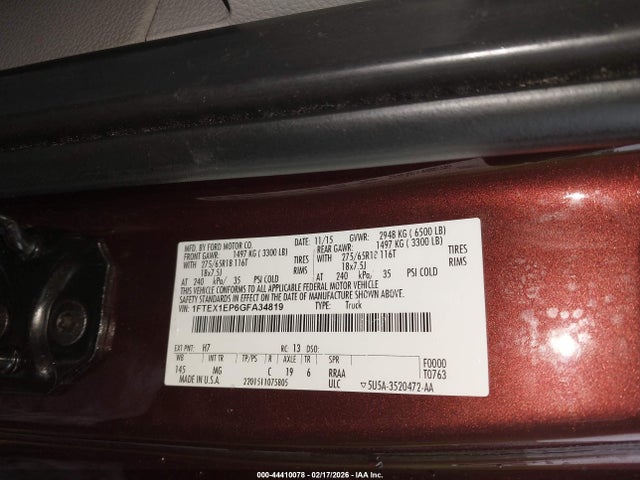 MFD. BY FORD MOTOR CO.
11/15 GVWR: 2948 KG ( 6500 LB)
FRONT GAWR: 1497 KG ( 3300 LB) REAR GAWR: 1497 KG ( 3300 LB)
WITH 275/65R18 116T TIRES WITH 275/65R18 116T TIRES
18x7.5J RIMS 18x7.5J RIMS
AT 240 kPa/ 35 PSI COLD AT 240 kPa/ 35 PSI COLD
THIS VEHICLE CONFORMS TO ALL APPLICABLE FEDERAL MOTOR VEHICLE
SAFETY STANDARDS IN EFFECT ON THE DATE OF MANUFACTURE SHOWN ABOVE.
VIN: 1FTEX1EP6GFA34819 TYPE: Truck
EXT PNT: H7 RC: 13 DSO: F0000
WB INT TR TP/PS R AXLE TR SPR T0763
145 MG C 19 6 RRAA
MADE IN U.S.A. 2201511075805 ULC 5U5A-3520472-AA
000-44410078 - 02/17/2026 - IAA Inc.